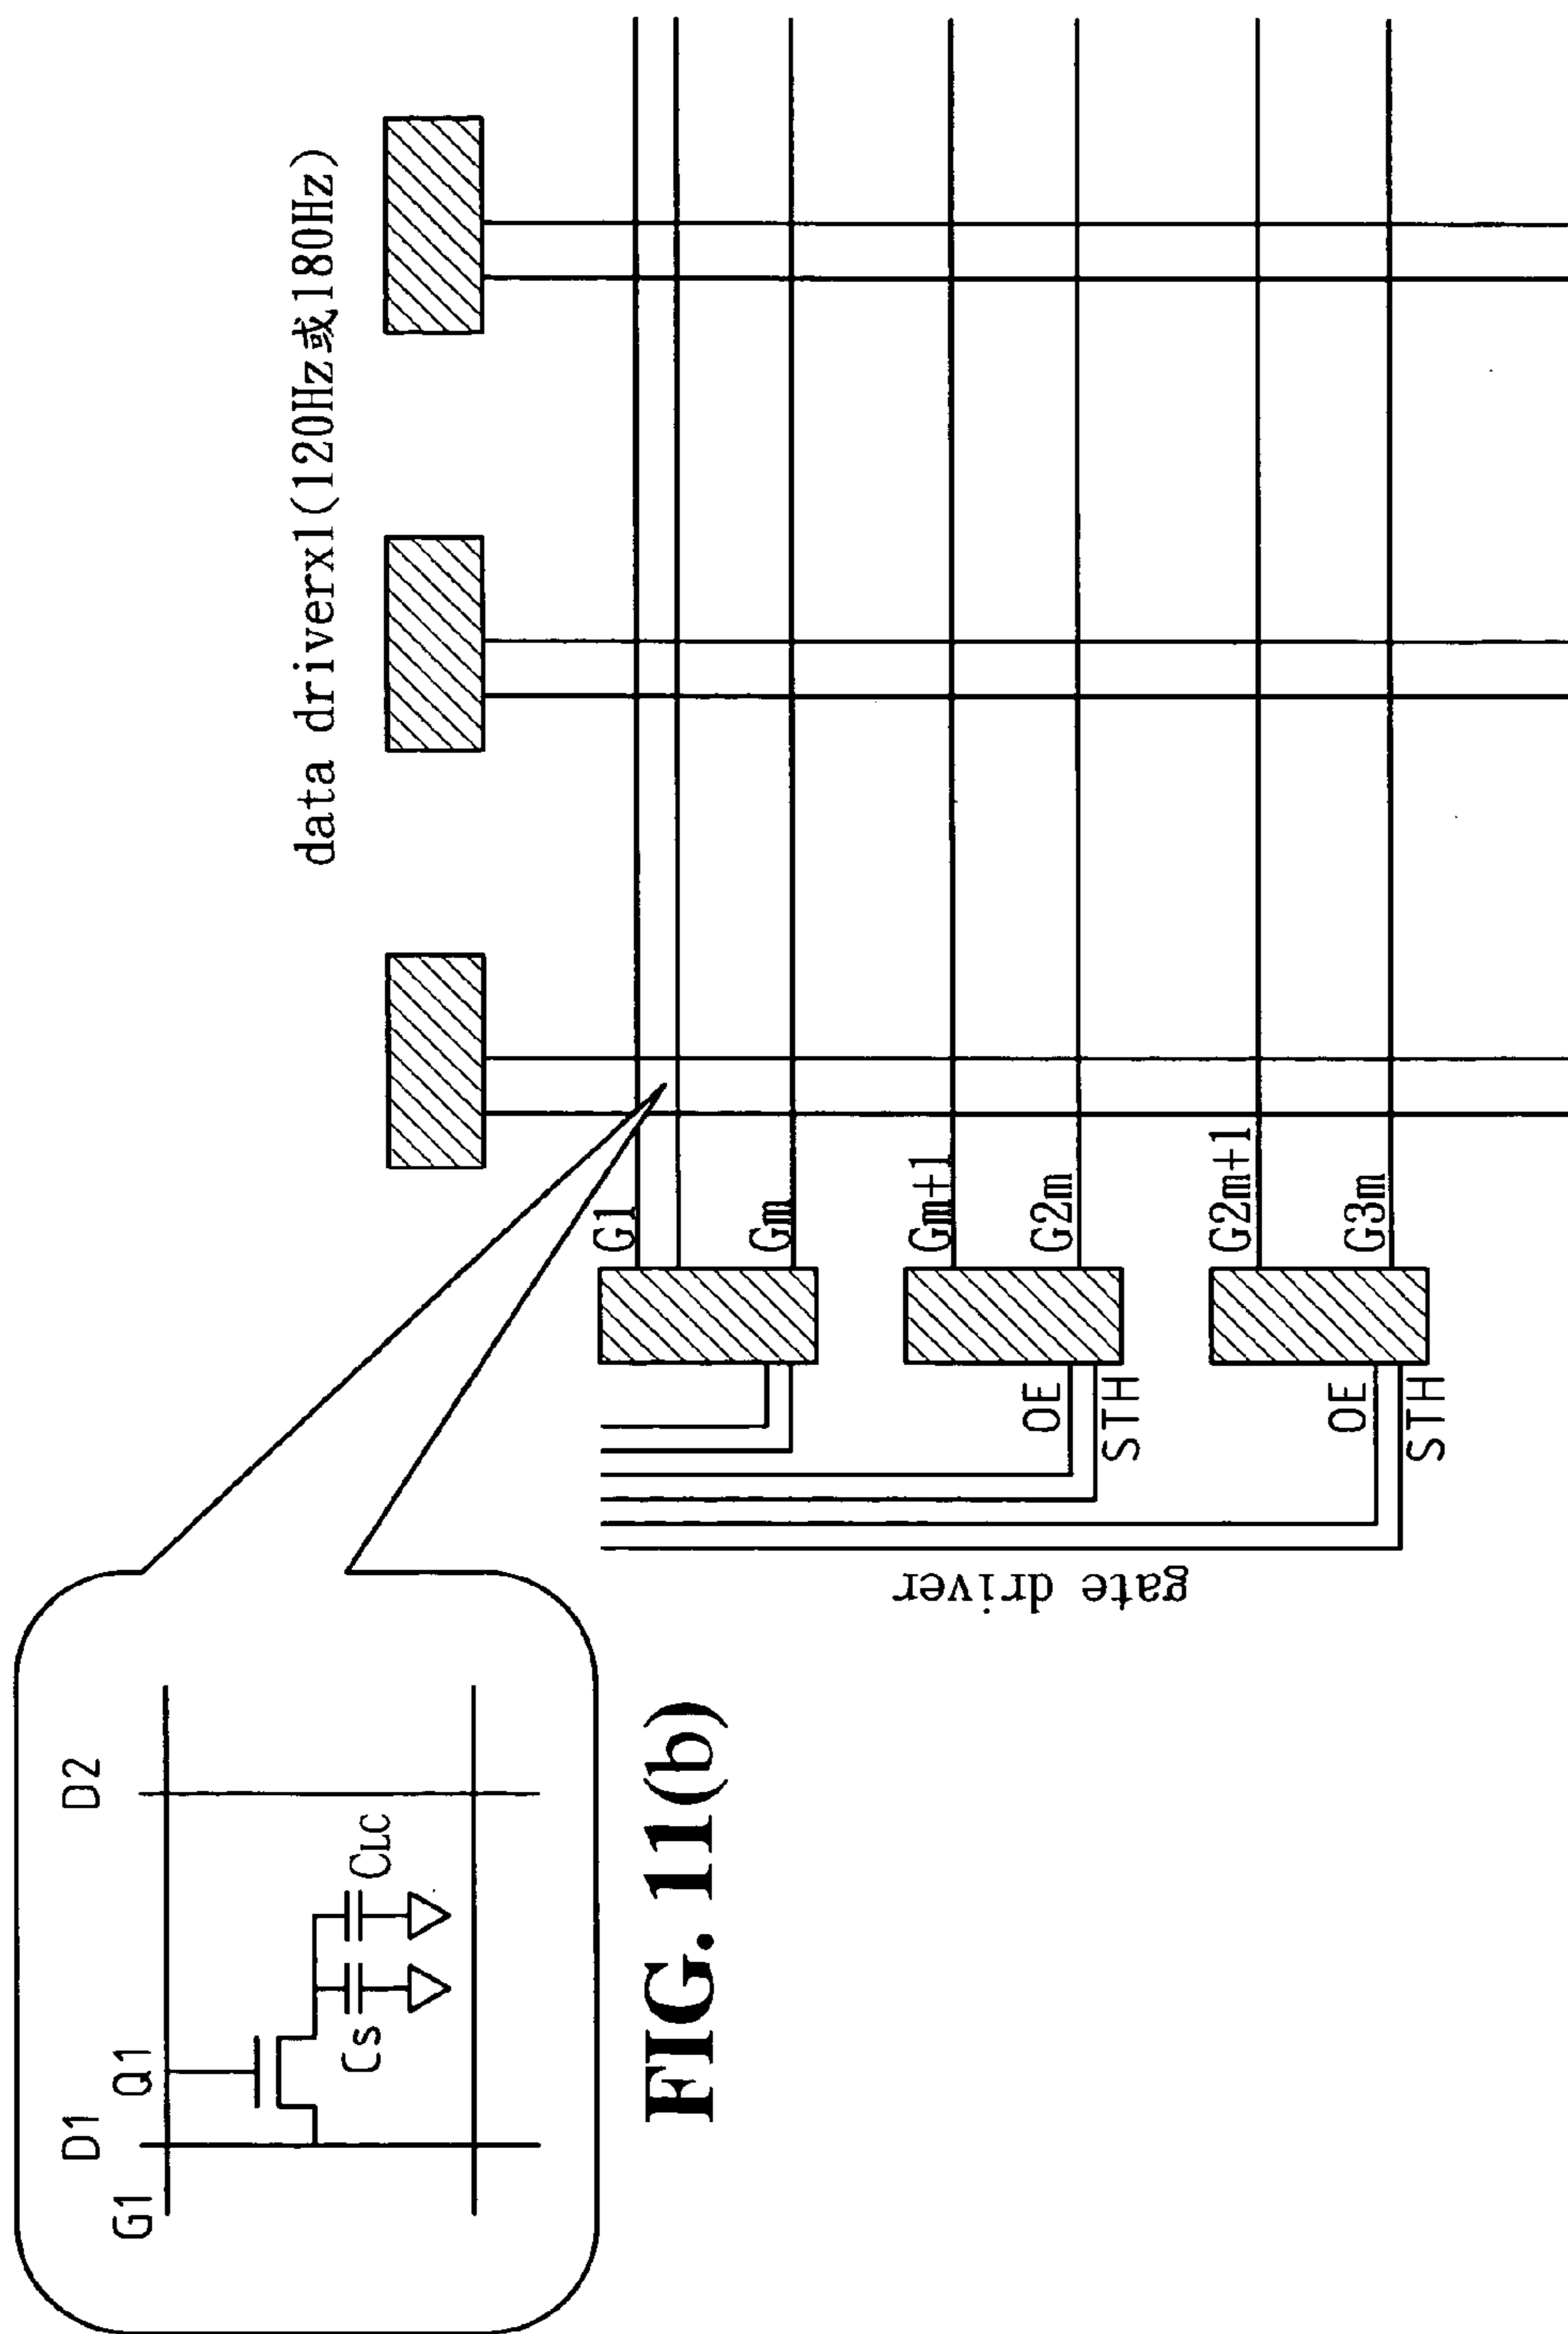 data driverx1(120Hz或180Hz)
G1
Gm
Gm+1
G2m
G2m+1
G3m
OE
STH
OE
STH
gate driver
D1
D2
G1
Q1
Cs
CLC
FIG. 11(b)